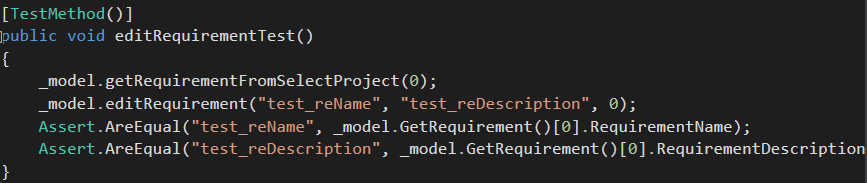 [TestMethod()]
public void editRequirementTest()
{
_model.getRequirementFromSelectProject(0);
_model.editRequirement("test_reName", "test_reDescription", 0);
Assert.AreEqual("test_reName", _model.GetRequirement()[0].RequirementName);
Assert.AreEqual("test_reDescription", _model.GetRequirement()[0].RequirementDescription
}